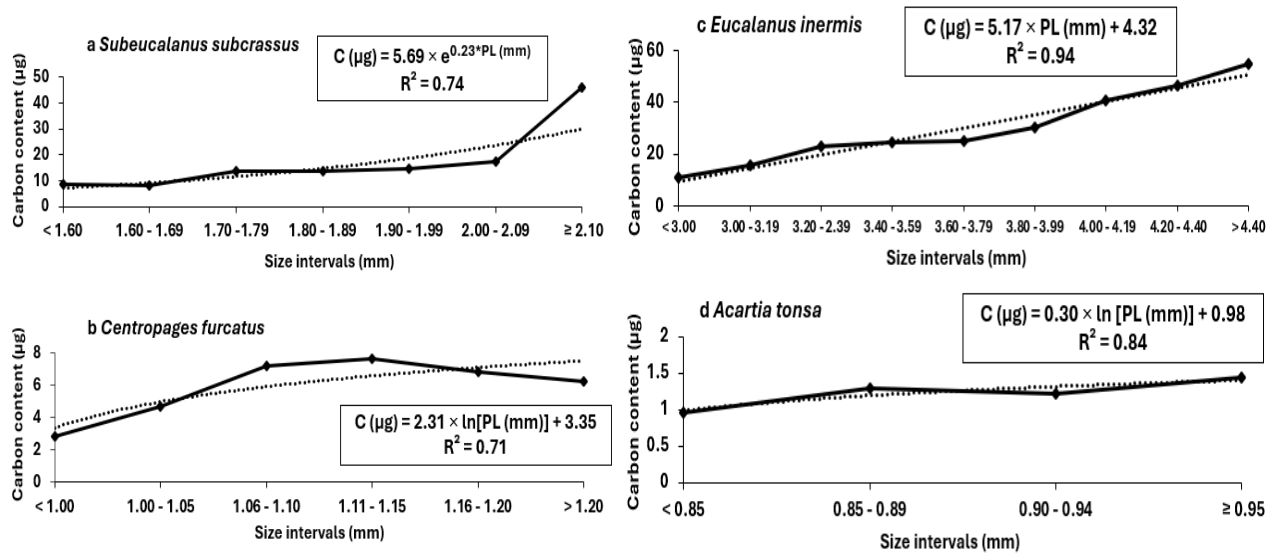 a Subeucalanus subcrassus
C (µg) = 5.69 × e^0.23*PL (mm)
R² = 0.74
Carbon content (µg)
50
40
30
20
10
0
< 1.60
1.60 - 1.69
1.70 - 1.79
1.80 - 1.89
1.90 - 1.99
2.00 - 2.09
≥ 2.10
Size intervals (mm)
b Centropages furcatus
Carbon content (µg)
8
6
4
2
0
C (µg) = 2.31 × ln[PL (mm)] + 3.35
R² = 0.71
< 1.00
1.00 - 1.05
1.06 - 1.10
1.11 - 1.15
1.16 - 1.20
> 1.20
Size intervals (mm)
c Eucalanus inermis
C (µg) = 5.17 × PL (mm) + 4.32
R² = 0.94
Carbon content (µg)
60
40
20
0
< 3.00
3.00 - 3.19
3.20 - 2.39
3.40 - 3.59
3.60 - 3.79
3.80 - 3.99
4.00 - 4.19
4.20 - 4.40
> 4.40
Size intervals (mm)
d Acartia tonsa
C (µg) = 0.30 × ln [PL (mm)] + 0.98
R² = 0.84
Carbon content (µg)
2
1.5
1
0.5
0
< 0.85
0.85 - 0.89
0.90 - 0.94
≥ 0.95
Size intervals (mm)